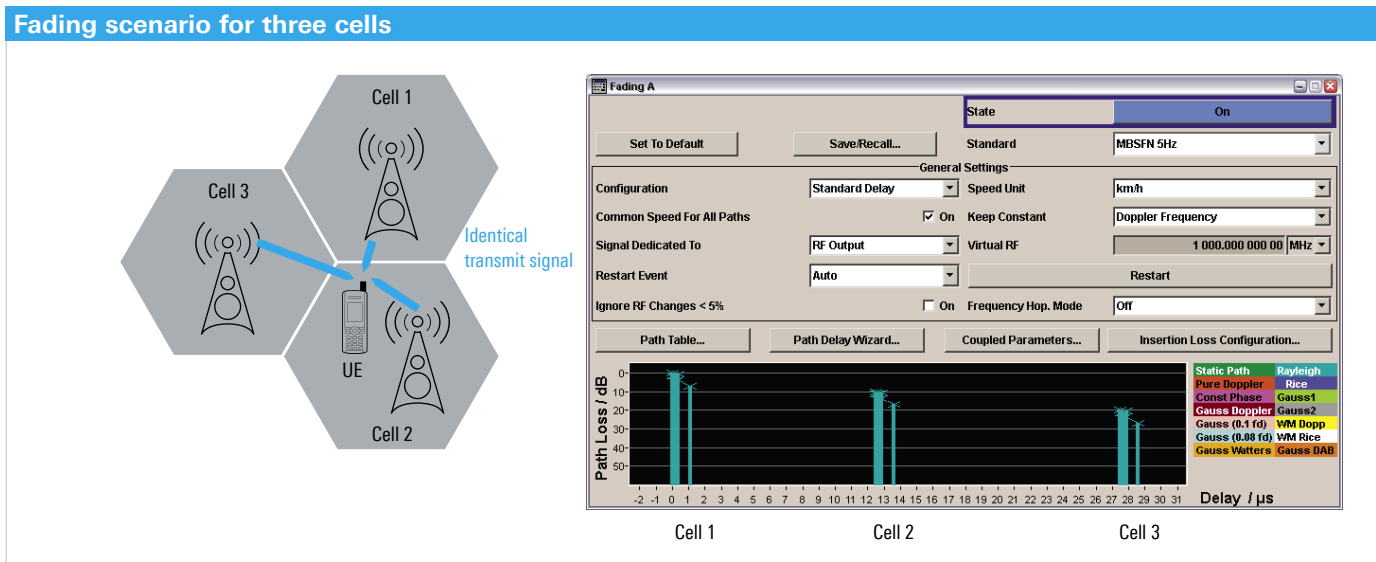 Fading scenario for three cells
Cell 1
Cell 3
Identical
transmit signal
UE
Cell 2
Fading A
State On
Set To Default Save/Recall... Standard MBSFN 5Hz
General Settings
Configuration Standard Delay Speed Unit km/h
Common Speed For All Paths On Keep Constant Doppler Frequency
Signal Dedicated To RF Output Virtual RF 1 000.000 000 00 MHz
Restart Event Auto Restart
Ignore RF Changes < 5% On Frequency Hop. Mode Off
Path Table... Path Delay Wizard... Coupled Parameters... Insertion Loss Configuration...
Path Loss / dB
0-
10-
20-
30-
40-
50-
Static Path Rayleigh
Pure Doppler Rice
Const Phase Gauss1
Gauss Doppler Gauss2
Gauss (0.1 fd) WM Dopp
Gauss (0.08 fd) WM Rice
Gauss Watters Gauss DAB
-2 -1 0 1 2 3 4 5 6 7 8 9 10 11 12 13 14 15 16 17 18 19 20 21 22 23 24 25 26 27 28 29 30 31 Delay / µs
Cell 1 Cell 2 Cell 3